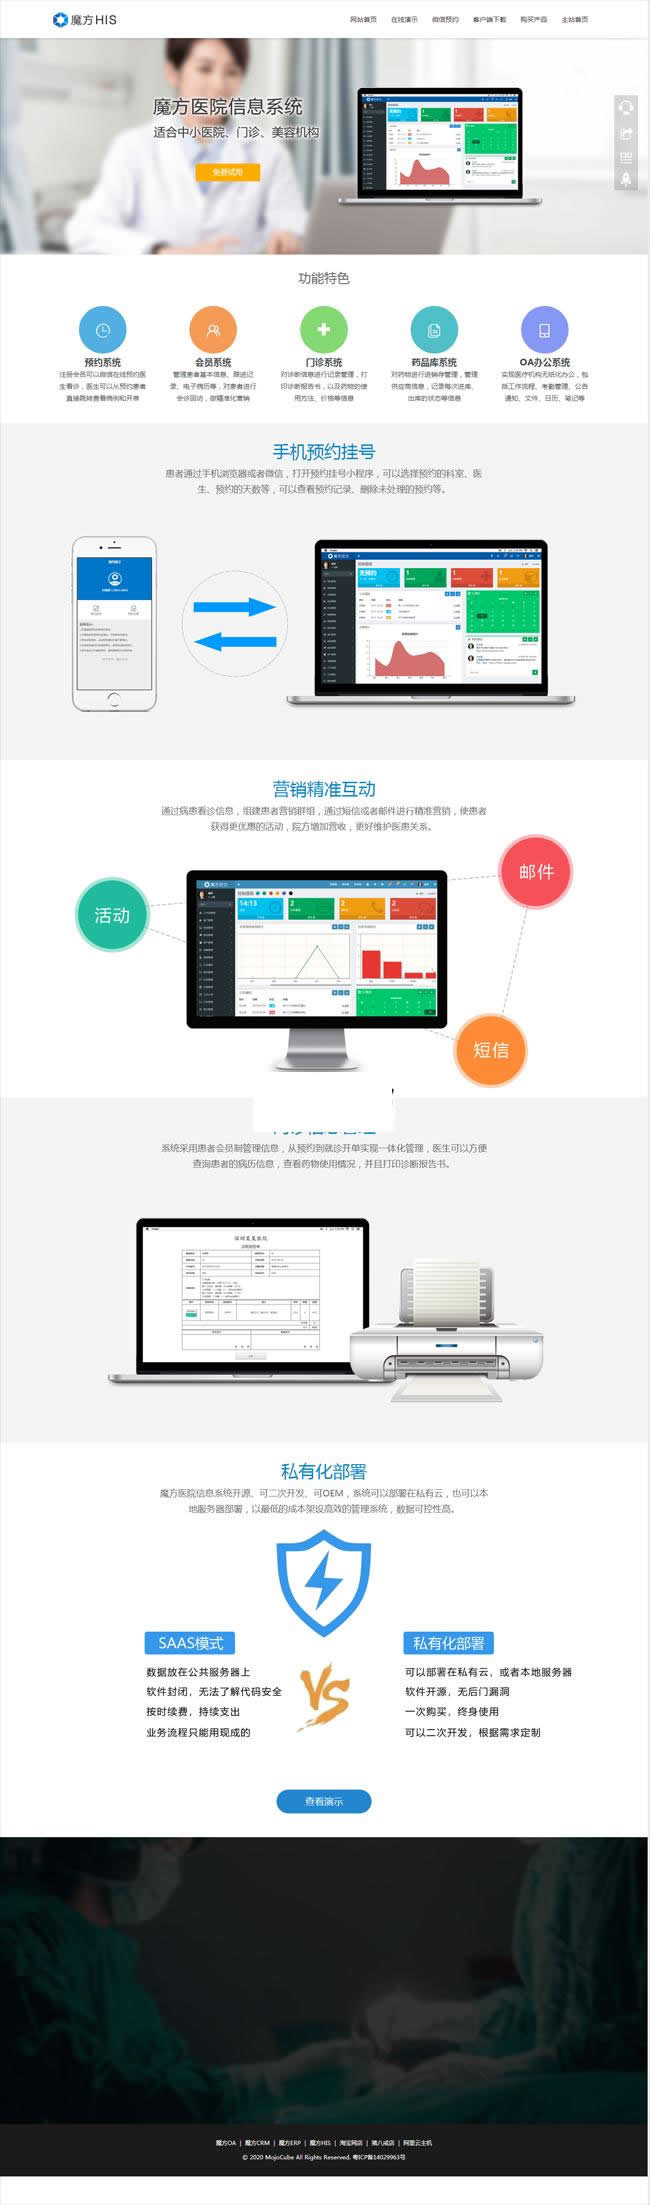 魔方HIS
网站首页 在线演示 微信预约 客户端下载 购买产品 主站首页
魔方医院信息系统
适合中小医院、门诊、美容机构
免费试用
功能特色
预约系统
注册会员可以微信在线预约医
生看诊，医生可以从预约患者
直接跳转查看病例和开单
会员系统
管理患者基本信息、跟进记
录、电子病历等，对患者进行
会诊回访，做精准化营销
门诊系统
对诊断信息进行记录管理，打
印诊断报告书，以及药物的使
用方法、价格等信息
药品库系统
对药物进行进销存管理，管理
供应商信息，记录每次进库、
出库的状态等信息
OA办公系统
实现医疗机构无纸化办公，包
括工作流程、考勤管理、公告
通知、文件、日历、笔记等
手机预约挂号
患者通过手机浏览器或者微信，打开预约挂号小程序，可以选择预约的科室、医
生、预约的天数等，可以查看预约记录、删除未处理的预约等。
营销精准互动
通过病患看诊信息，组建患者营销群组，通过短信或者邮件进行精准营销，使患者
获得更优惠的活动，院方增加营收，更好维护医患关系。
邮件
活动
14:13
2
2
2
短信
系统采用患者会员制管理信息，从预约到就诊开单实现一体化管理，医生可以方便
查询患者的病历信息，查看药物使用情况，并且打印诊断报告书。
深圳某某医院
私有化部署
魔方医院信息系统开源、可二次开发、可OEM，系统可以部署在私有云，也可以本
地服务器部署，以最低的成本架设高效的管理系统，数据可控性高。
SAAS模式
数据放在公共服务器上
软件封闭，无法了解代码安全
按时续费，持续支出
业务流程只能用现成的
VS
私有化部署
可以部署在私有云，或者本地服务器
软件开源，无后门漏洞
一次购买，终身使用
可以二次开发，根据需求定制
查看演示
魔方OA | 魔方CRM | 魔方ERP | 魔方HIS | 淘宝网店 | 猪八戒店 | 阿里云主机
© 2020 MojoCube All Rights Reserved. 粤ICP备14029963号